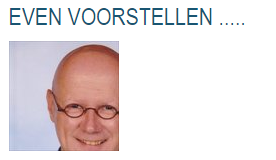 EVEN VOORSTELLEN .....